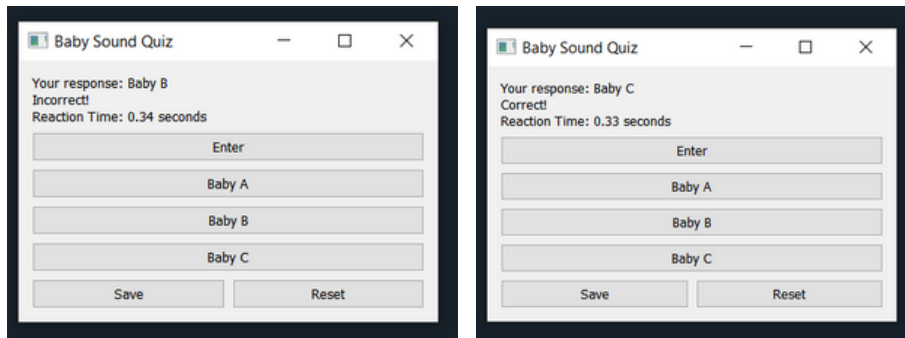 Baby Sound Quiz
Your response: Baby B
Incorrect!
Reaction Time: 0.34 seconds
Enter
Baby A
Baby B
Baby C
Save Reset
Baby Sound Quiz
Your response: Baby C
Correct!
Reaction Time: 0.33 seconds
Enter
Baby A
Baby B
Baby C
Save Reset